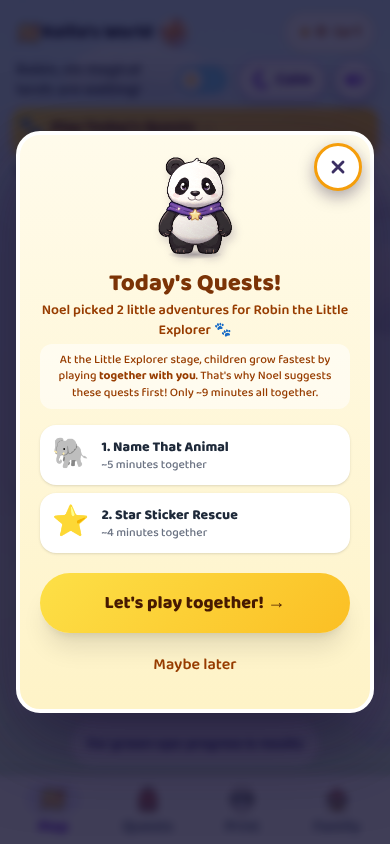 Today's Quests!
Noel picked 2 little adventures for Robin the Little
Explorer 🐾
At the Little Explorer stage, children grow fastest by
playing together with you. That's why Noel suggests
these quests first! Only ~9 minutes all together.
1. Name That Animal
~5 minutes together
2. Star Sticker Rescue
~4 minutes together
Let's play together! →
Maybe later